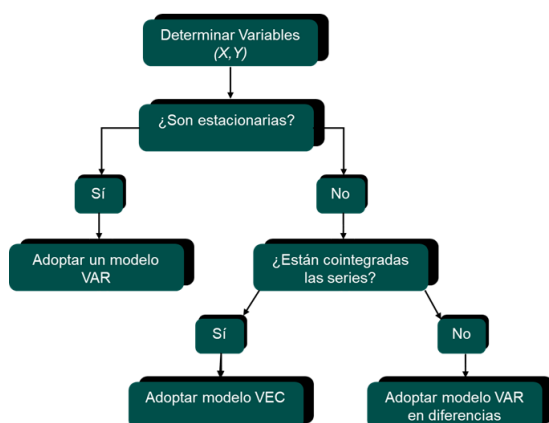 Determinar Variables
(X,Y)
¿Son estacionarias?
Sí
No
Adoptar un modelo
VAR
¿Están cointegradas
las series?
Sí
No
Adoptar modelo VEC
Adoptar modelo VAR
en diferencias